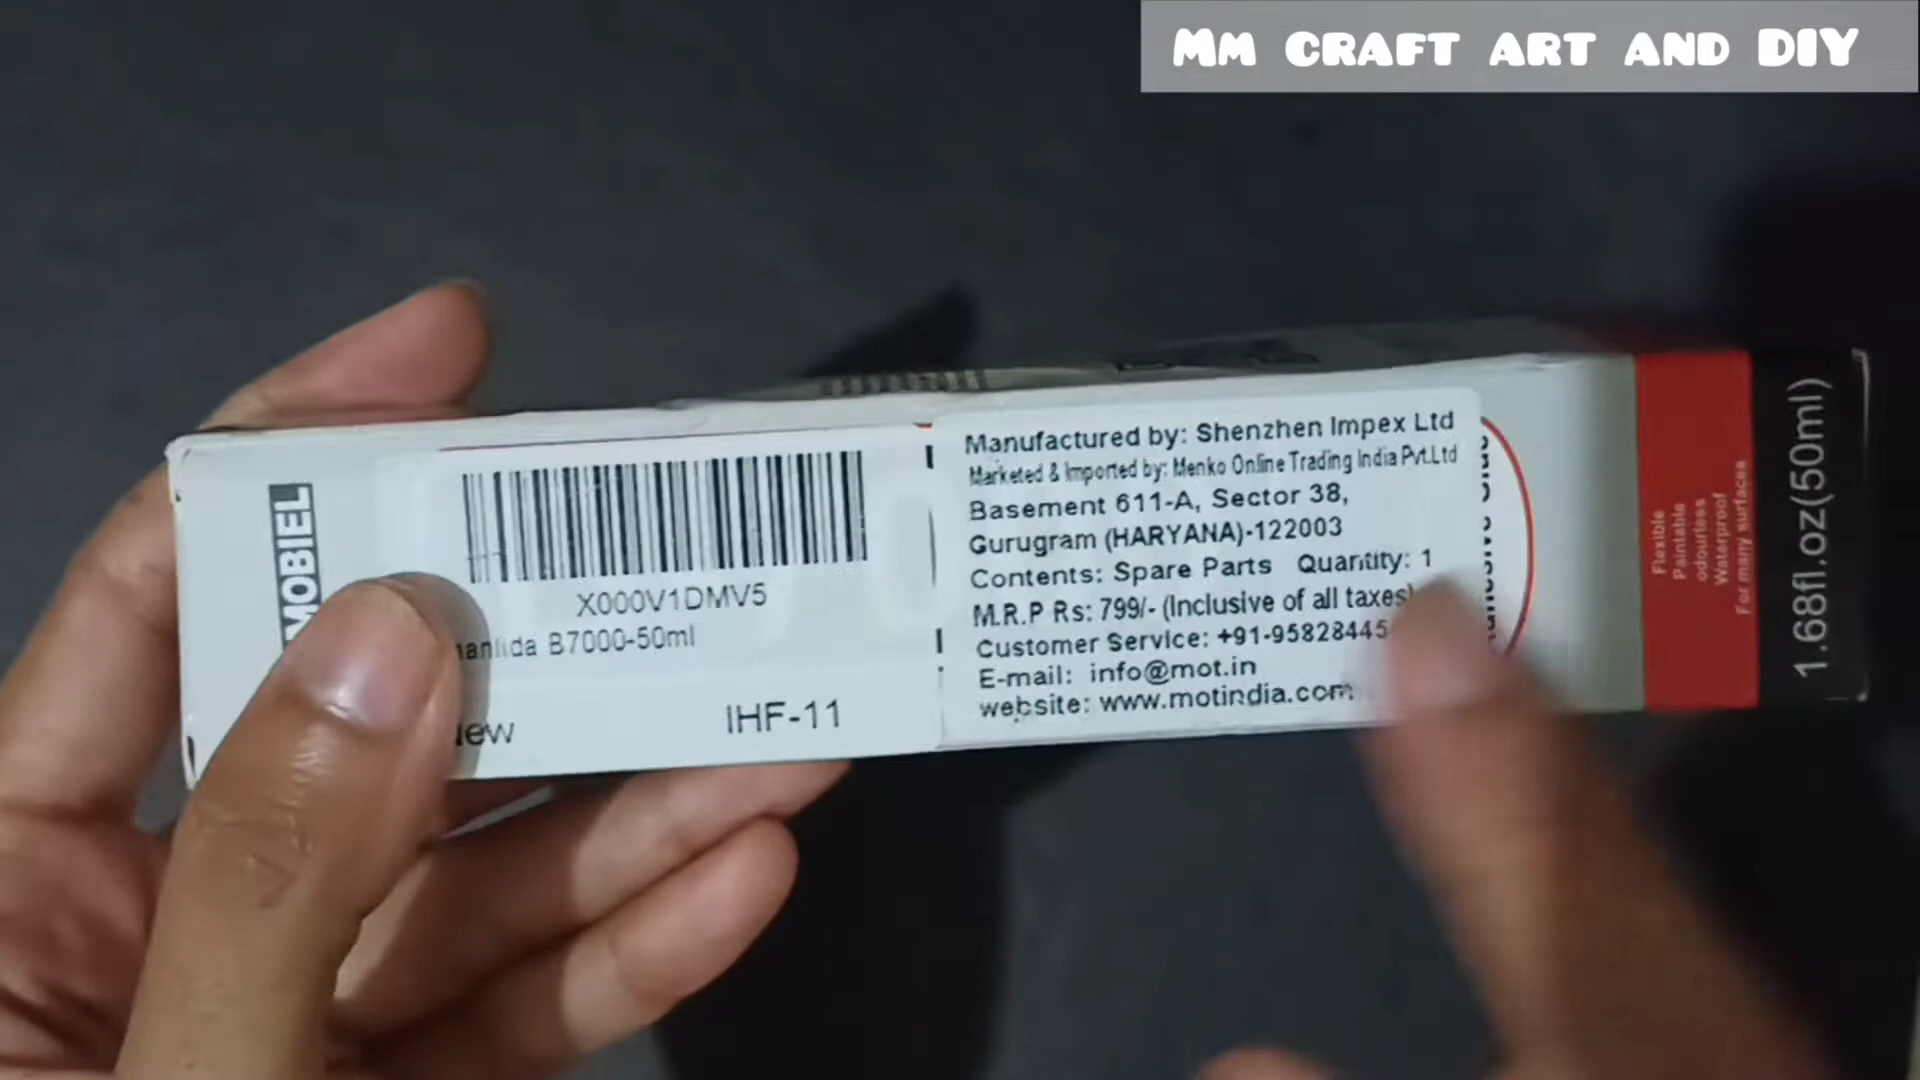 Mm CRAFT ART AND DIY
MOBIEL
X000V1DMV5
B7000-50ml
IHF-11
Manufactured by: Shenzhen Impex Ltd
Marketed & Imported by: Menko Online Trading India Pvt.Ltd
Basement 611-A, Sector 38,
Gurugram (HARYANA)-122003
Contents: Spare Parts Quantity: 1
M.R.P Rs: 799/- (Inclusive of all taxes)
Customer Service: +91-95828445
E-mail: info@mot.in
website: www.motindia.com
Flexible
Paintable
odourless
Waterproof
For many surfaces
1.68fl.oz(50ml)